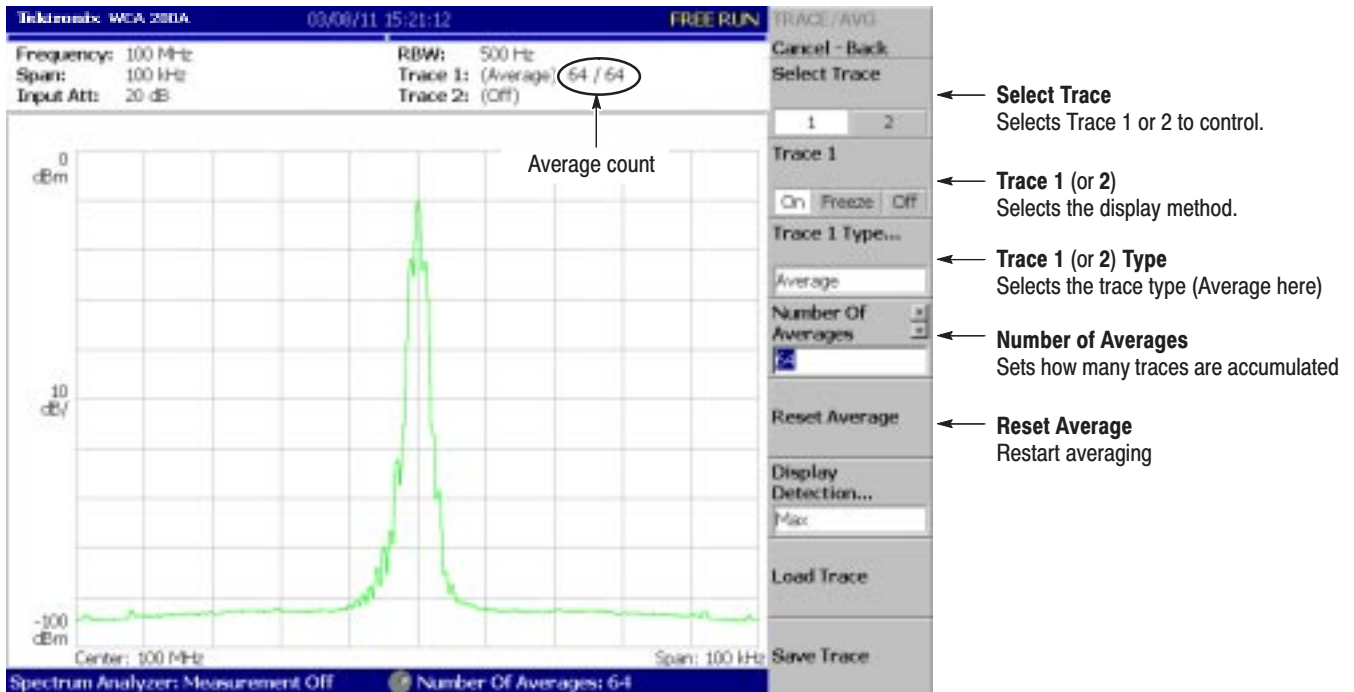 Tektronix WCA 200A 03/08/11 15:21:12 FREE RUN
Frequency: 100 MHz
Span: 100 kHz
Input Att: 20 dB
RBW: 500 Hz
Trace 1: (Average) 64 / 64
Trace 2: (Off)
Average count
0
dBm
10
dB/
-100
dBm
Center: 100 MHz
Span: 100 kHz
Spectrum Analyzer: Measurement Off
Number Of Averages: 64
TRACE/AVG
Cancel - Back
Select Trace
1 2
Trace 1
On Freeze Off
Trace 1 Type...
Average
Number Of
Averages
64
Reset Average
Display
Detection...
Max
Load Trace
Save Trace
Select Trace
Selects Trace 1 or 2 to control.
Trace 1 (or 2)
Selects the display method.
Trace 1 (or 2) Type
Selects the trace type (Average here)
Number of Averages
Sets how many traces are accumulated
Reset Average
Restart averaging